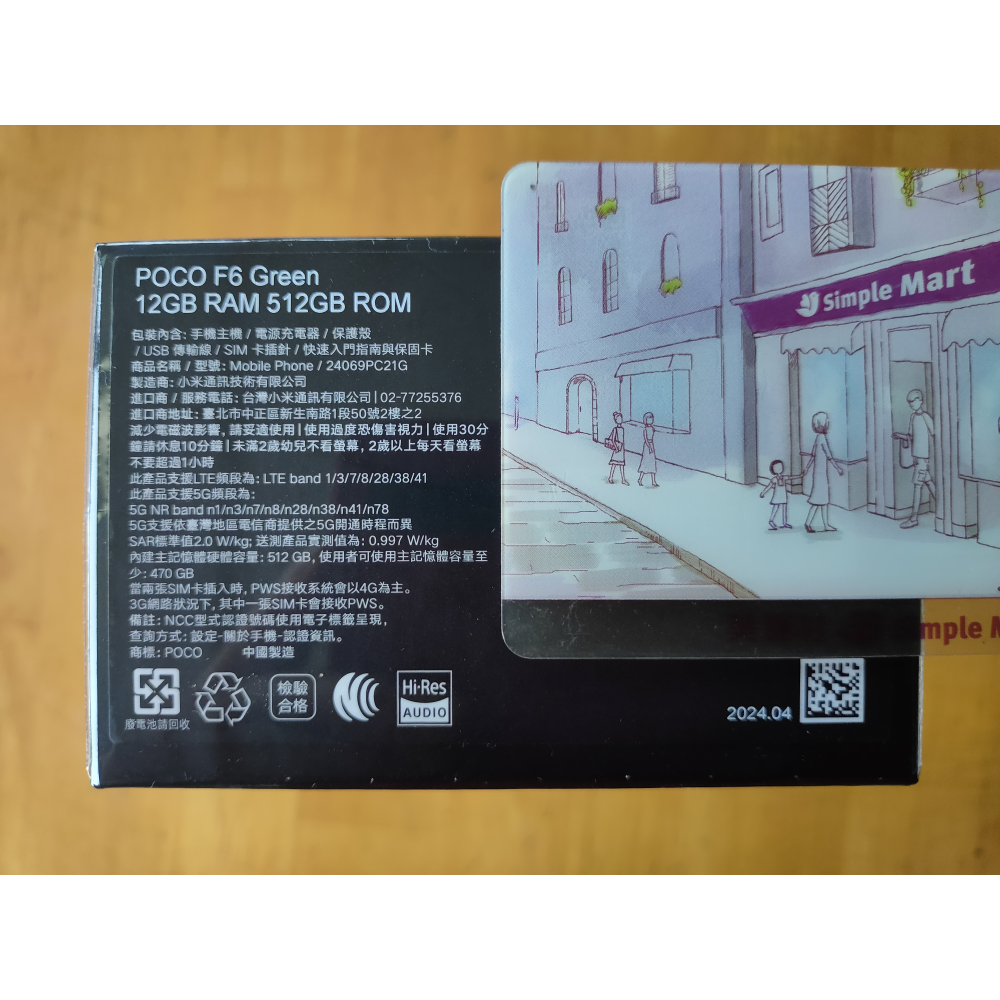 POCO F6 Green
12GB RAM 512GB ROM
包裝內含: 手機主機 / 電源充電器 / 保護殼
/ USB 傳輸線 / SIM 卡插針 / 快速入門指南與保固卡
商品名稱 / 型號: Mobile Phone / 24069PC21G
製造商: 小米通訊技術有限公司
進口商 / 服務電話: 台灣小米通訊有限公司 | 02-77255376
進口商地址: 臺北市中正區新生南路1段50號2樓之2
減少電磁波影響, 請妥適使用 | 使用過度恐傷害視力 | 使用30分
鐘請休息10分鐘 | 未滿2歲幼兒不看螢幕, 2歲以上每天看螢幕
不要超過1小時
此產品支援LTE頻段為: LTE band 1/3/7/8/28/38/41
此產品支援5G頻段為:
5G NR band n1/n3/n7/n8/n28/n38/n41/n78
5G支援依臺灣地區電信商提供之5G開通時程而異
SAR標準值2.0 W/kg; 送測產品實測值為: 0.997 W/kg
內建主記憶體硬體容量: 512 GB, 使用者可使用主記憶體容量至
少: 470 GB
當兩張SIM卡插入時, PWS接收系統會以4G為主。
3G網路狀況下, 其中一張SIM卡會接收PWS。
備註: NCC型式認證號碼使用電子標籤呈現,
查詢方式: 設定-關於手機-認證資訊。
商標: POCO 中國製造
廢電池請回收
檢驗
合格
Hi-Res
AUDIO
2024.04
Simple Mart
mple M